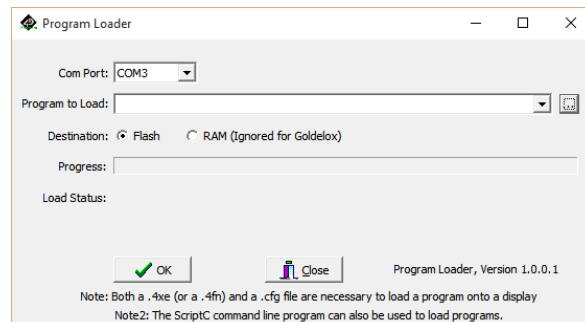 Program Loader
Com Port: COM3
Program to Load:
Destination: Flash RAM (Ignored for Goldelox)
Progress:
Load Status:
OK Close Program Loader, Version 1.0.0.1
Note: Both a .4xe (or a .4fn) and a .cfg file are necessary to load a program onto a display
Note2: The ScriptC command line program can also be used to load programs.